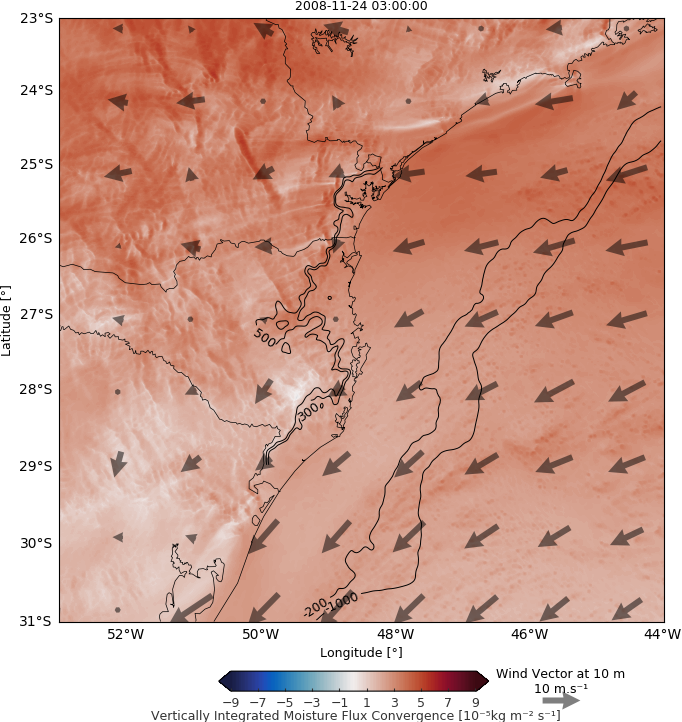 2008-11-24 03:00:00
23°S
24°S
25°S
26°S
27°S
28°S
29°S
30°S
31°S
Latitude [°]
500
300
-200
-1000
52°W 50°W 48°W 46°W 44°W
Longitude [°]
−9 −7 −5 −3 −1 1 3 5 7 9
Vertically Integrated Moisture Flux Convergence [10⁻⁵kg m⁻² s⁻¹]
Wind Vector at 10 m
10 m.s⁻¹